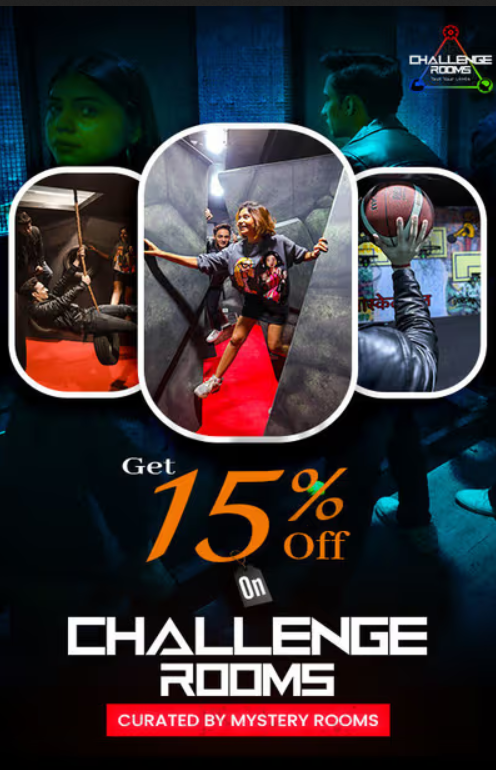 CHALLENGE
ROOMS
Test Your Limits
Get
15%
Off
On
CHALLENGE
ROOMS
CURATED BY MYSTERY ROOMS